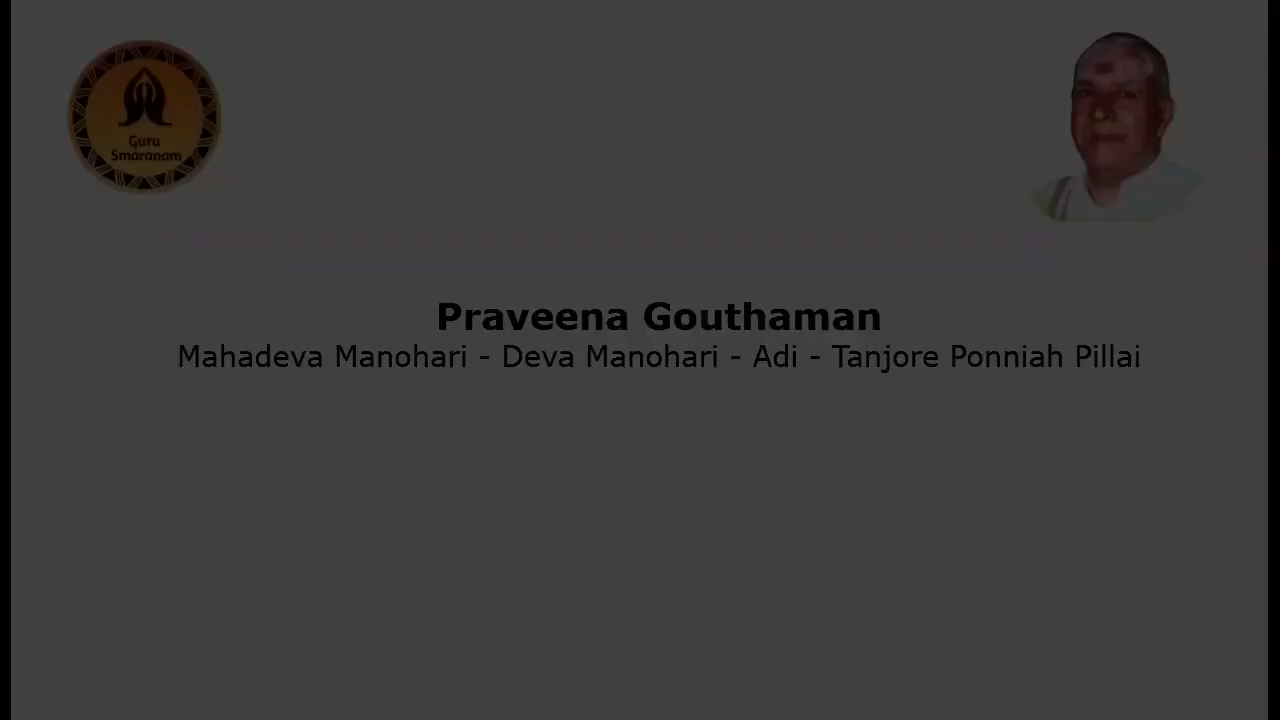 Guru
Smaranam
Praveena Gouthaman
Mahadeva Manohari - Deva Manohari - Adi - Tanjore Ponniah Pillai